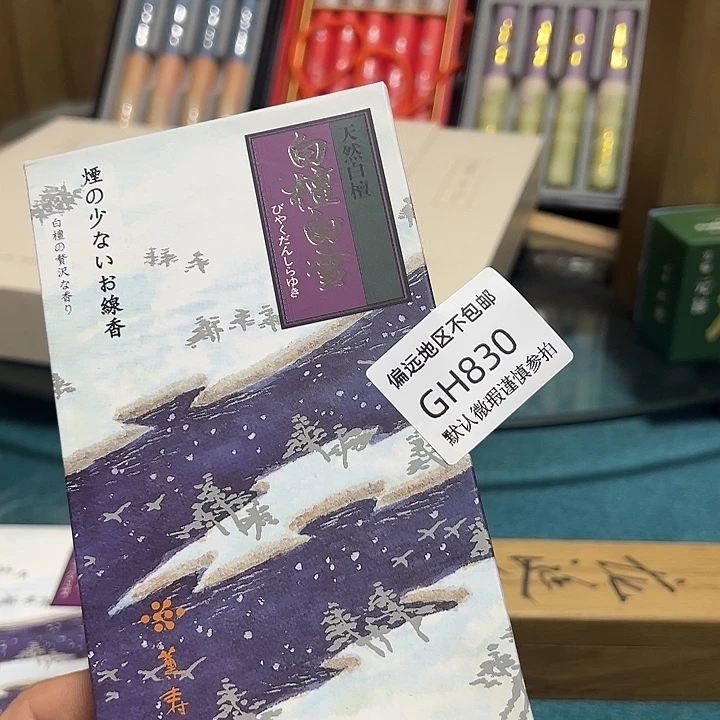 煙の少ないお線香
白檀の贅沢な香り
天然白檀
白檀白雪
びゃくだんしらゆき
偏远地区不包邮
GH830
默认微瑕谨慎参拍
薫寿